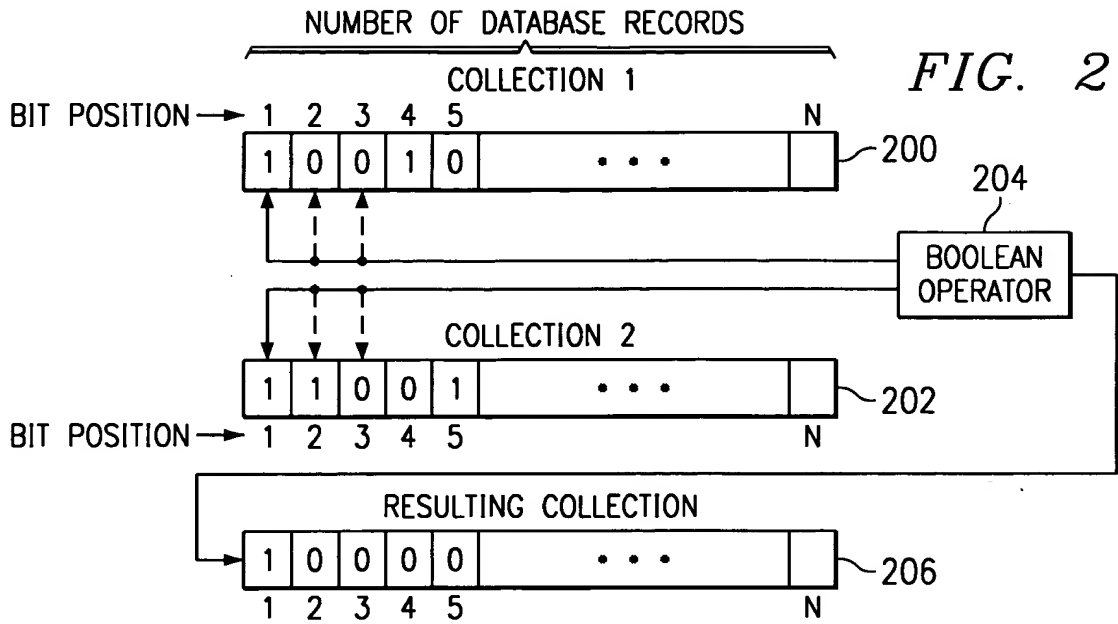 NUMBER OF DATABASE RECORDS
COLLECTION 1
FIG. 2
BIT POSITION 1 2 3 4 5 N
1 0 0 1 0 • • • 200
204
BOOLEAN
OPERATOR
COLLECTION 2
1 1 0 0 1 • • • 202
BIT POSITION 1 2 3 4 5 N
RESULTING COLLECTION
1 0 0 0 0 • • • 206
1 2 3 4 5 N